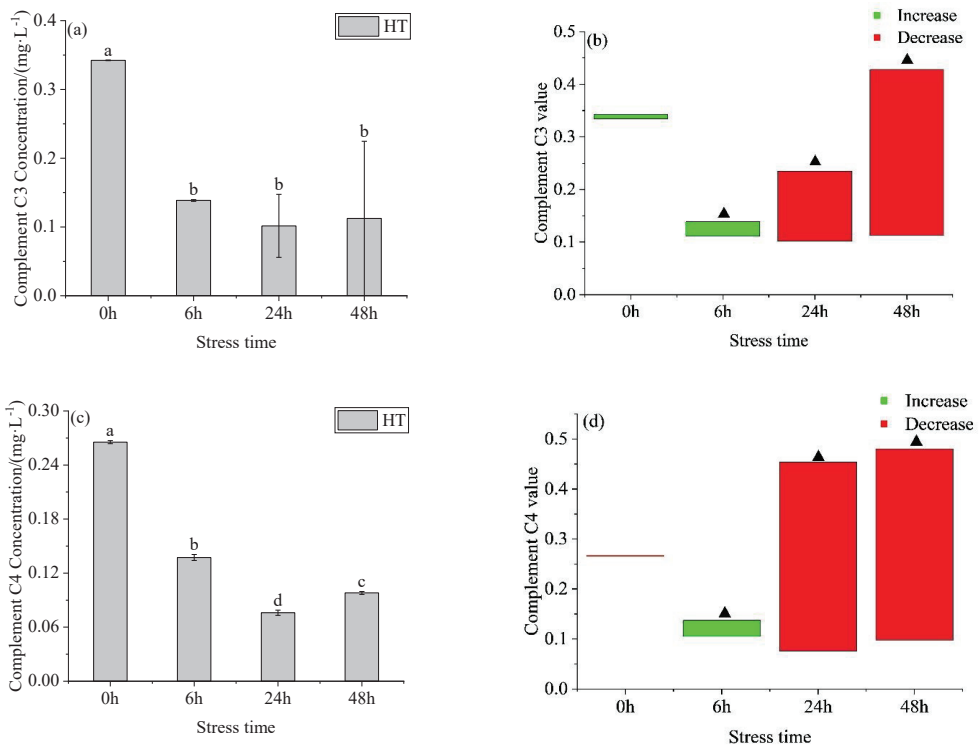 (a)
HT
Complement C3 Concentration/(mg·L⁻¹)
0.4
0.3
0.2
0.1
0.0
a
b
b
b
0h
6h
24h
48h
Stress time
(b)
Increase
Decrease
Complement C3 value
0.5
0.4
0.3
0.2
0.1
0.0
0h
6h
24h
48h
Stress time
(c)
HT
Complement C4 Concentration/(mg·L⁻¹)
0.30
0.24
0.18
0.12
0.06
0.00
a
b
d
c
0h
6h
24h
48h
Stress time
(d)
Increase
Decrease
Complement C4 value
0.5
0.4
0.3
0.2
0.1
0.0
0h
6h
24h
48h
Stress time